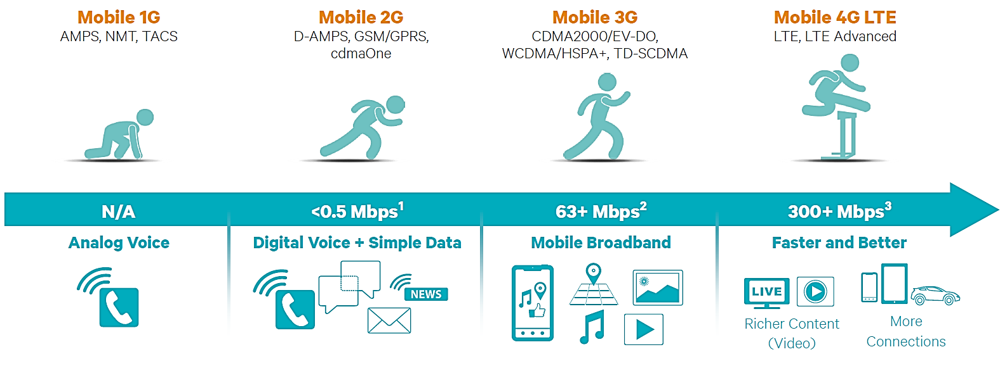 Mobile 1G
AMPS, NMT, TACS
Mobile 2G
D-AMPS, GSM/GPRS,
cdmaOne
Mobile 3G
CDMA2000/EV-DO,
WCDMA/HSPA+, TD-SCDMA
Mobile 4G LTE
LTE, LTE Advanced
N/A
<0.5 Mbps¹
63+ Mbps²
300+ Mbps³
Analog Voice
Digital Voice + Simple Data
NEWS
Mobile Broadband
Faster and Better
LIVE
Richer Content
(Video)
More
Connections